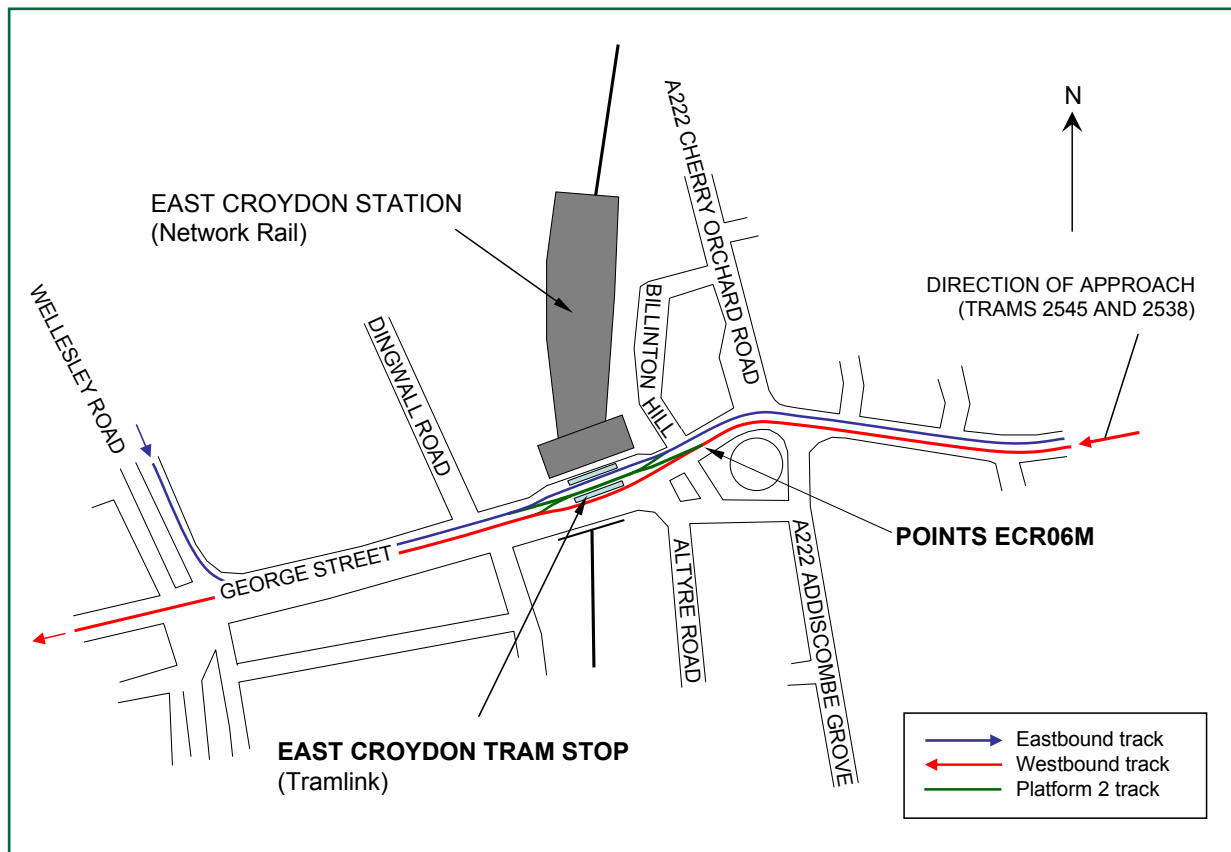 N
EAST CROYDON STATION
(Network Rail)
A222 CHERRY ORCHARD ROAD
DIRECTION OF APPROACH
(TRAMS 2545 AND 2538)
WELLESLEY ROAD
DINGWALL ROAD
BILLINTON HILL
GEORGE STREET
POINTS ECR06M
ALTYRE ROAD
A222 ADDISCOMBE GROVE
EAST CROYDON TRAM STOP
(Tramlink)
Eastbound track
Westbound track
Platform 2 track